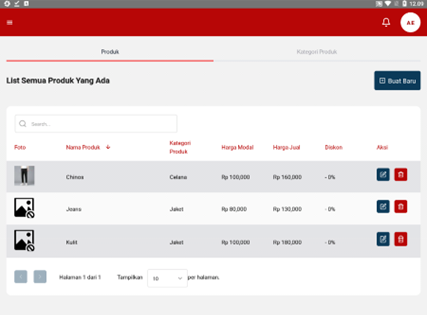 12.09
AE
Produk
Kategori Produk
List Semua Produk Yang Ada
Buat Baru
Search...
Foto Nama Produk Kategori Produk Harga Modal Harga Jual Diskon Aksi
Chinos Celana Rp 100,000 Rp 160,000 - 0%
Jeans Jaket Rp 80,000 Rp 130,000 - 0%
Kulit Jaket Rp 100,000 Rp 180,000 - 0%
Halaman 1 dari 1 Tampilkan 10 per halaman.